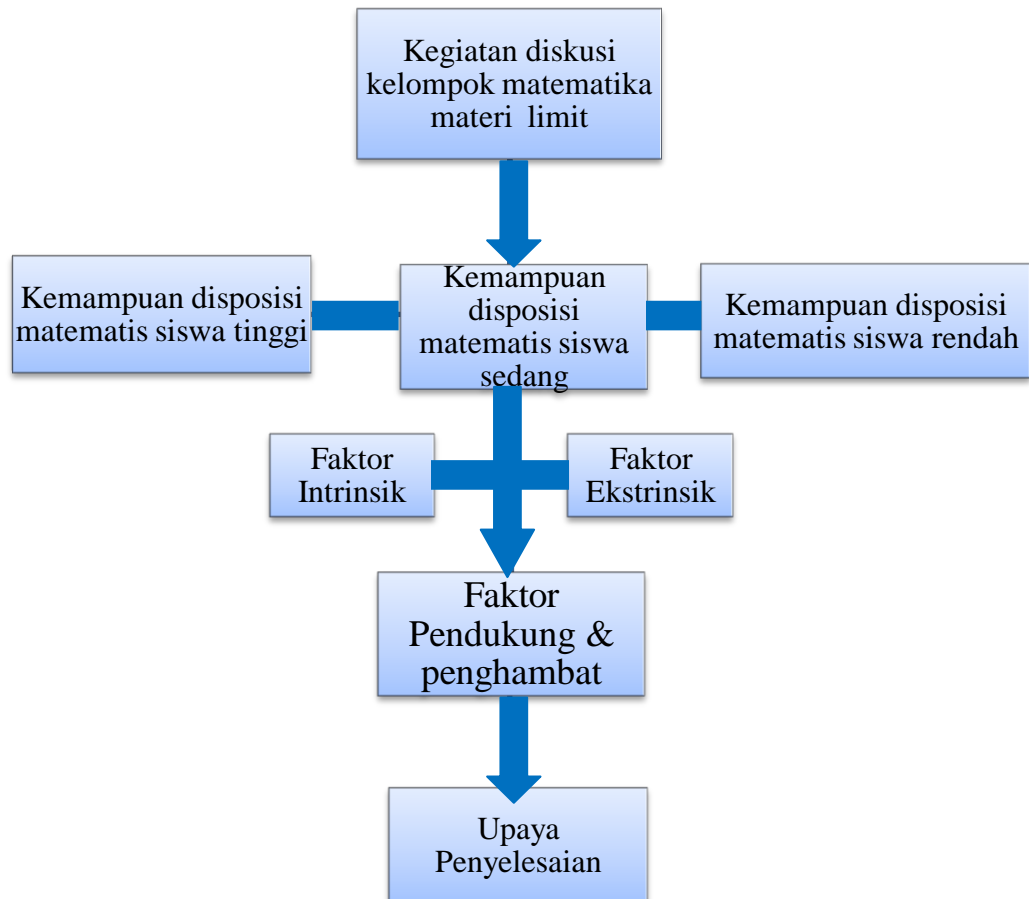 Kegiatan diskusi
kelompok matematika
materi limit
Kemampuan disposisi
matematis siswa tinggi
Kemampuan
disposisi
matematis siswa
sedang
Kemampuan disposisi
matematis siswa rendah
Faktor
Intrinsik
Faktor
Ekstrinsik
Faktor
Pendukung &
penghambat
Upaya
Penyelesaian